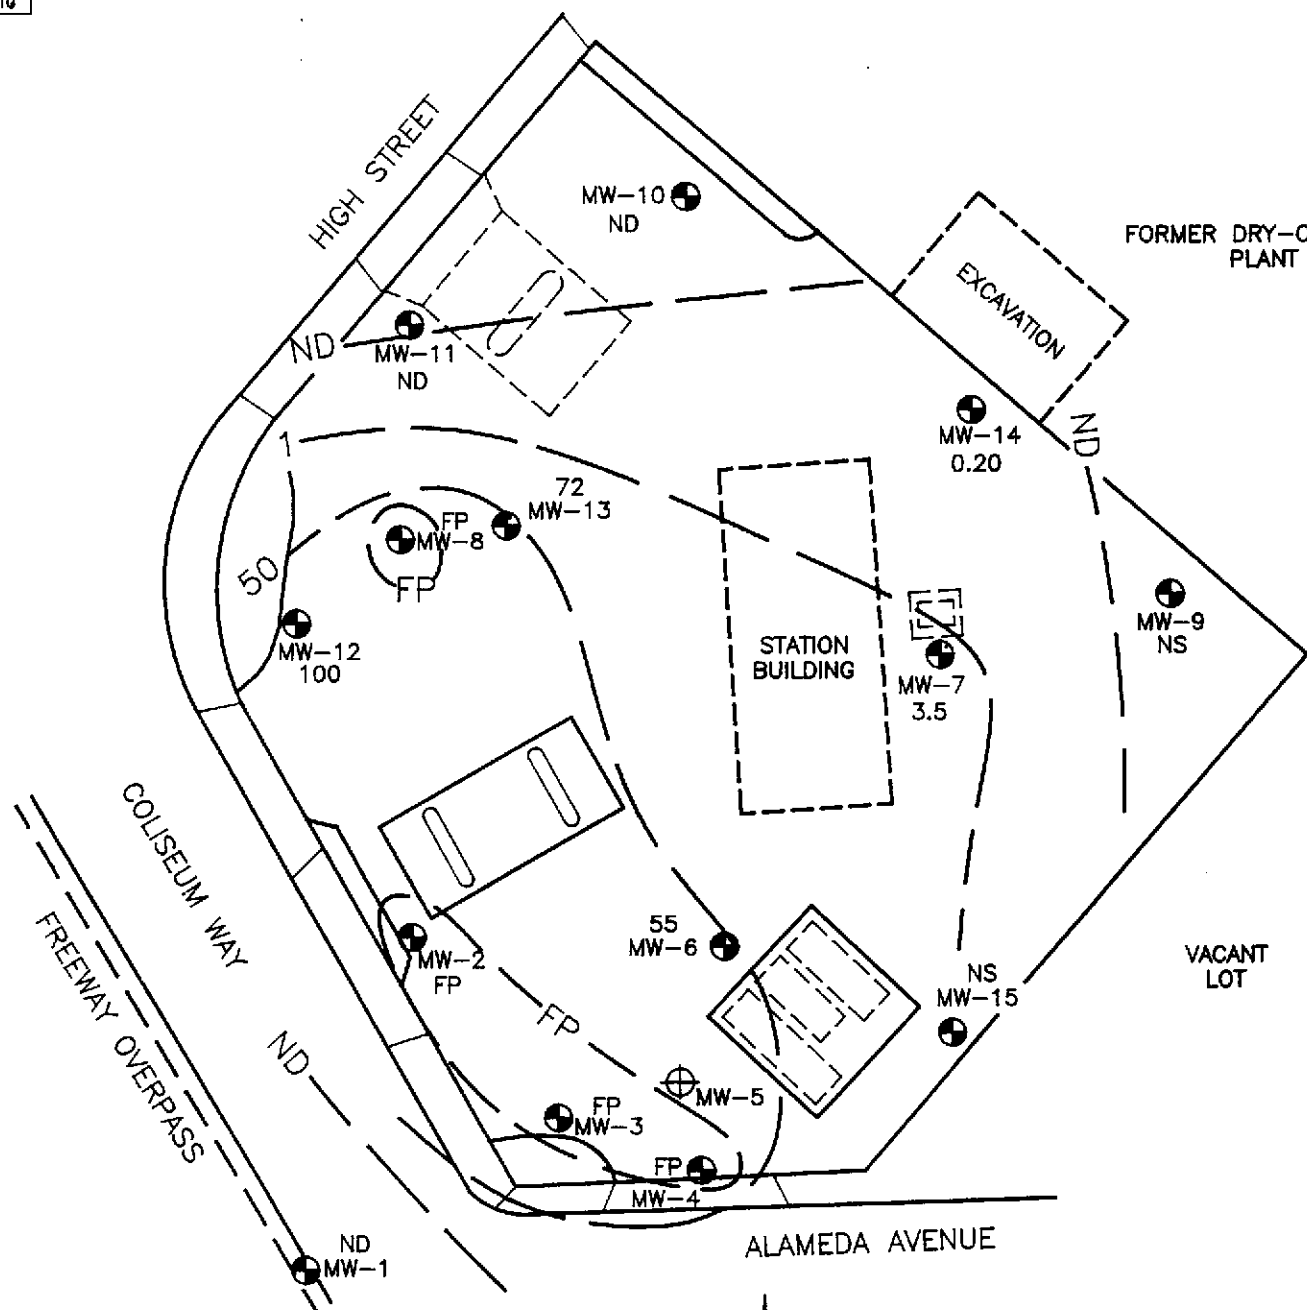 HIGH STREET
MW-10
ND
FORMER DRY-C
PLANT
EXCAVATION
ND
MW-11
ND
MW-14
0.20
ND
1
72
MW-13
FP
MW-8
FP
50
MW-12
100
STATION
BUILDING
MW-9
NS
MW-7
3.5
COLISEUM WAY
FREEWAY OVERPASS
55
MW-6
MW-2
FP
VACANT
LOT
NS
MW-15
FP
ND
MW-5
FP
MW-3
FP
MW-4
ND
MW-1
ALAMEDA AVENUE